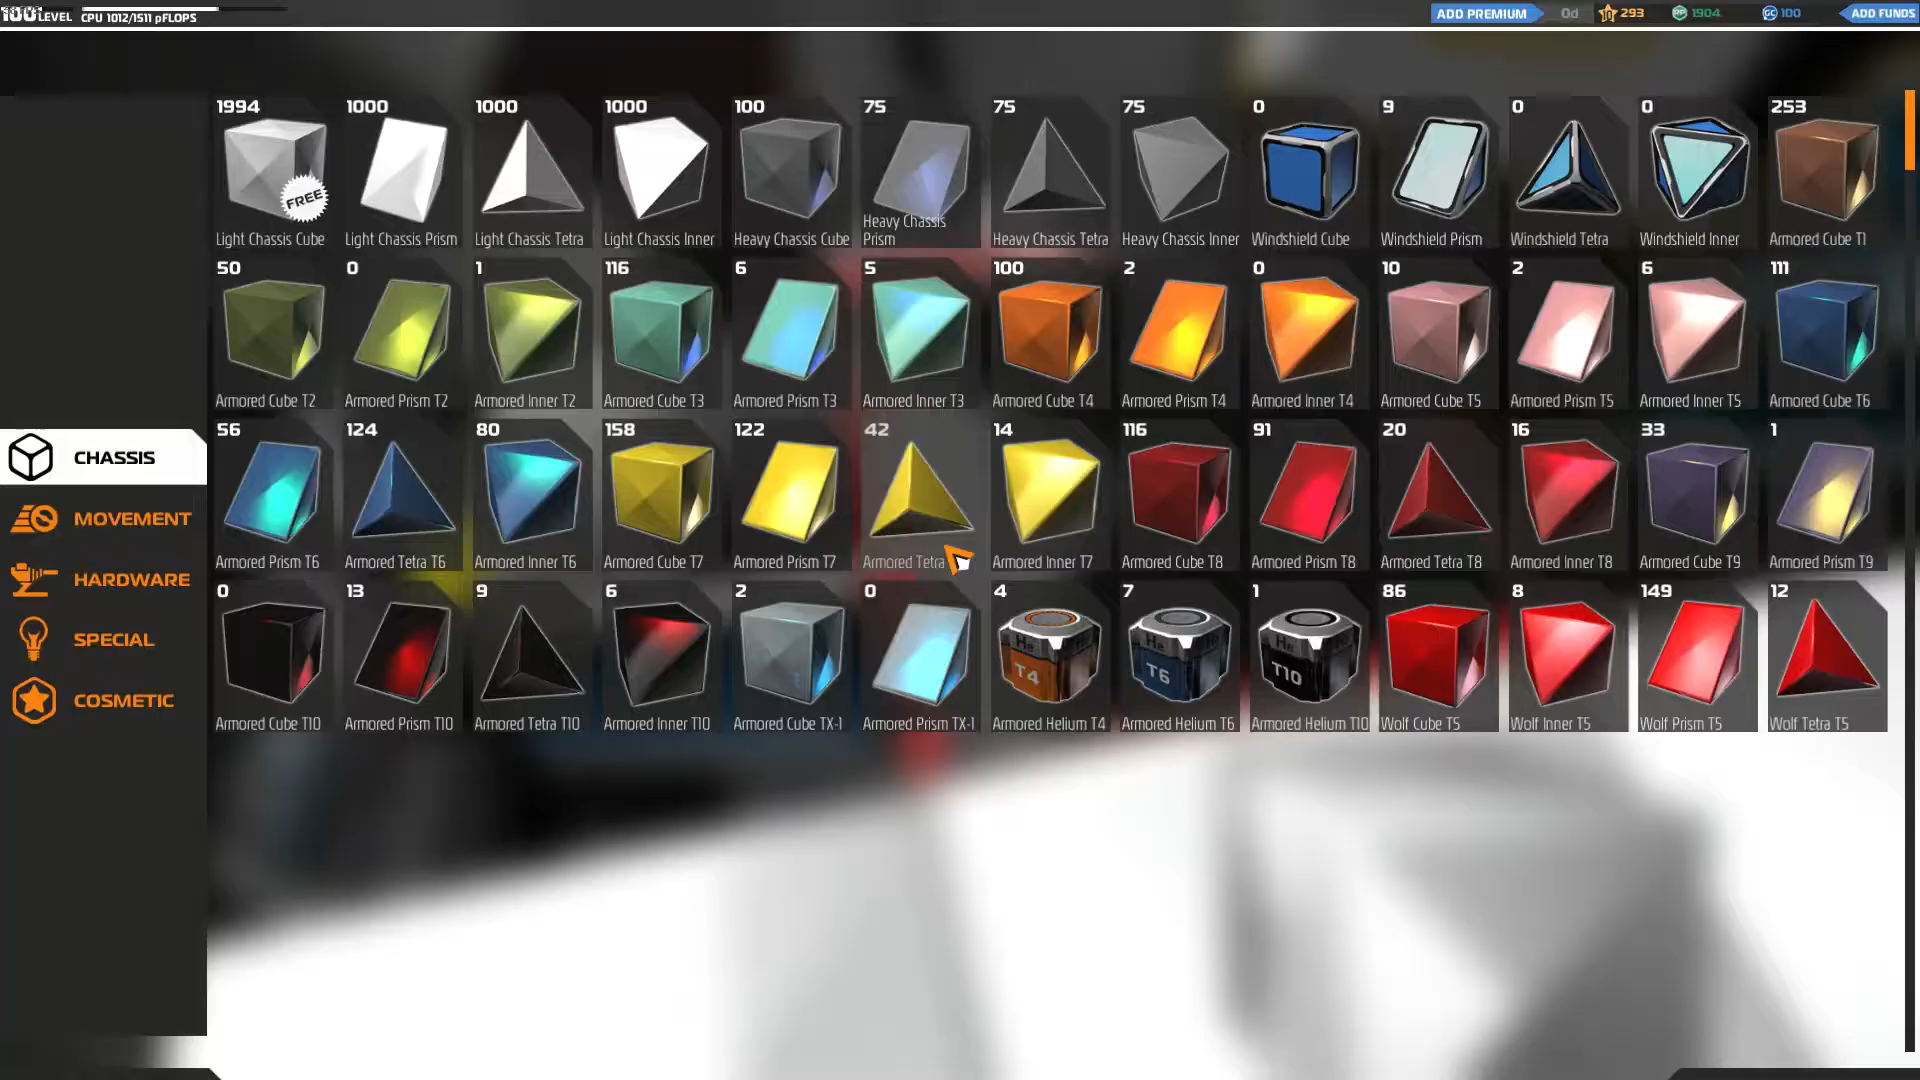 100 LEVEL CPU 1012/1511 pFLOPS
ADD PREMIUM 0d 10 293 RP 1904 GC 100 ADD FUNDS
1994 1000 1000 1000 100 75 75 75 0 9 0 0 253
FREE
Light Chassis Cube Light Chassis Prism Light Chassis Tetra Light Chassis Inner Heavy Chassis Cube Heavy Chassis
Prism Heavy Chassis Tetra Heavy Chassis Inner Windshield Cube Windshield Prism Windshield Tetra Windshield Inner Armored Cube T1
50 0 1 116 6 5 100 2 0 10 2 6 111
Armored Cube T2 Armored Prism T2 Armored Inner T2 Armored Cube T3 Armored Prism T3 Armored Inner T3 Armored Cube T4 Armored Prism T4 Armored Inner T4 Armored Cube T5 Armored Prism T5 Armored Inner T5 Armored Cube T6
56 124 80 158 122 42 14 116 91 20 16 33 1
Armored Prism T6 Armored Tetra T6 Armored Inner T6 Armored Cube T7 Armored Prism T7 Armored Tetra Armored Inner T7 Armored Cube T8 Armored Prism T8 Armored Tetra T8 Armored Inner T8 Armored Cube T9 Armored Prism T9
0 13 9 6 2 0 4 7 1 86 8 149 12
He He He
T4 T6 T10
Armored Cube T10 Armored Prism T10 Armored Tetra T10 Armored Inner T10 Armored Cube TX-1 Armored Prism TX-1 Armored Helium T4 Armored Helium T6 Armored Helium T10 Wolf Cube T5 Wolf Inner T5 Wolf Prism T5 Wolf Tetra T5
CHASSIS
MOVEMENT
HARDWARE
SPECIAL
COSMETIC